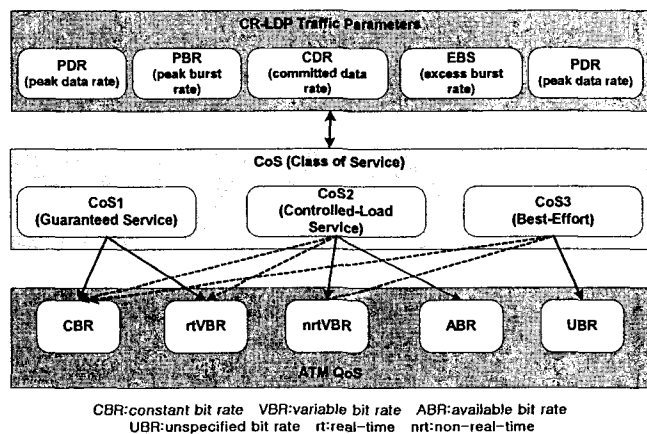 CR-LDP Traffic Parameters
PDR
(peak data rate)
PBR
(peak burst
rate)
CDR
(committed data
rate)
EBS
(excess burst
rate)
PDR
(peak data rate)
CoS (Class of Service)
CoS1
(Guaranteed Service)
CoS2
(Controlled-Load
Service)
CoS3
(Best-Effort)
CBR
rtVBR
nrtVBR
ABR
UBR
ATM QoS
CBR:constant bit rate VBR:variable bit rate ABR:available bit rate
UBR:unspecified bit rate rt:real-time nrt:non-real-time